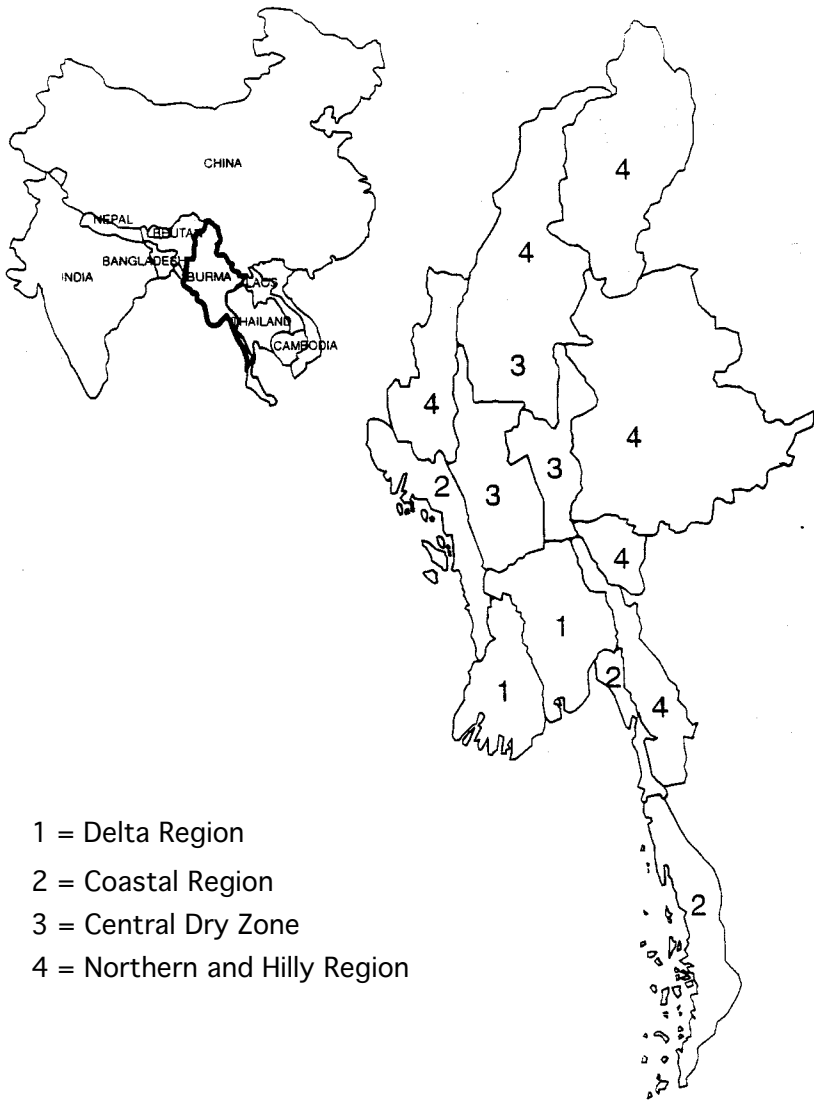 CHINA
NEPAL
BHUTAN
BANGLADESH
INDIA
BURMA
LAOS
THAILAND
CAMBODIA
4
4
3
4
4
2
3
3
4
1
2
1
4
2
1 = Delta Region
2 = Coastal Region
3 = Central Dry Zone
4 = Northern and Hilly Region